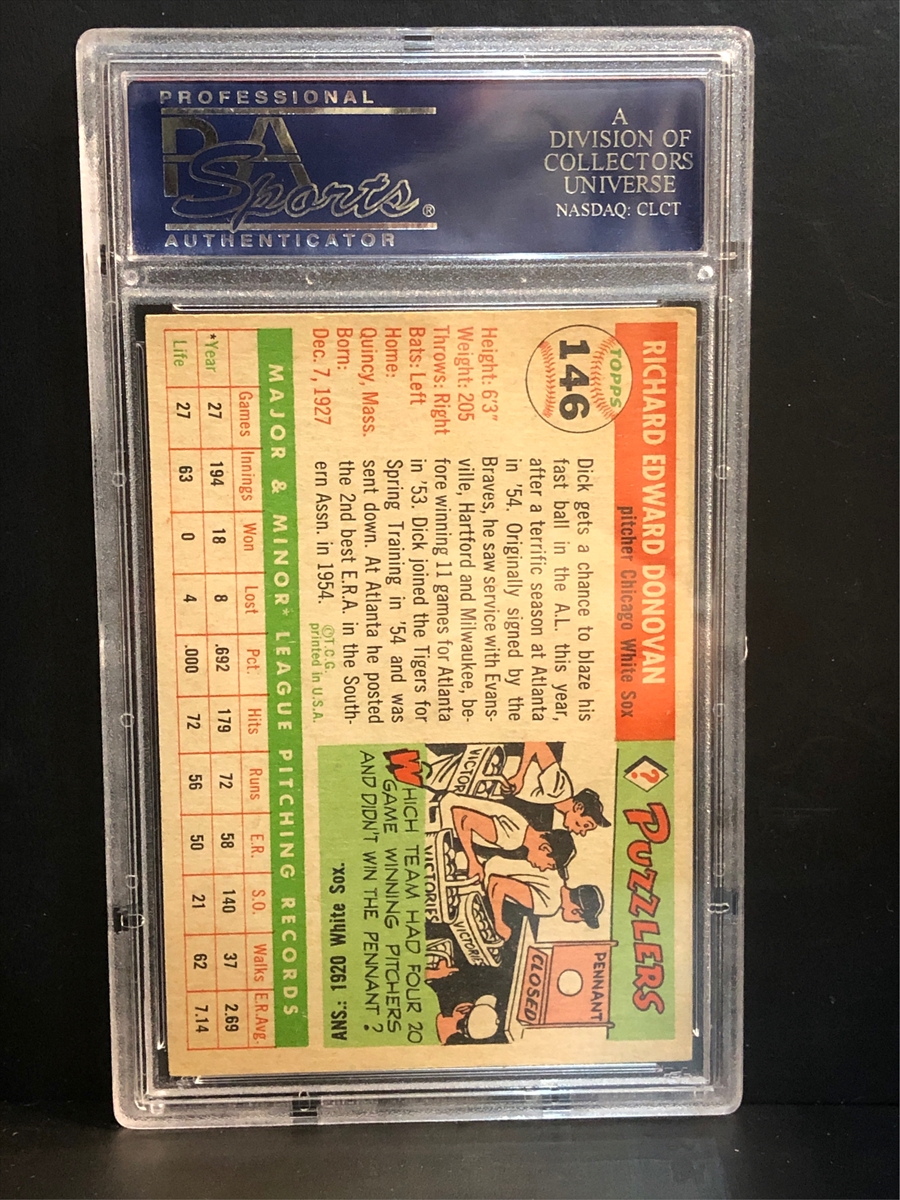 PROFESSIONAL
PSA
Sports®
AUTHENTICATOR
A
DIVISION OF
COLLECTORS
UNIVERSE
NASDAQ: CLCT
TOPPS
146
RICHARD EDWARD DONOVAN
pitcher Chicago White Sox
Height: 6'3"
Weight: 205
Throws: Right
Bats: Left
Home:
Quincy, Mass.
Born:
Dec. 7, 1927
Dick gets a chance to blaze his
fast ball in the A.L. this year,
after a terrific season at Atlanta
in '54. Originally signed by the
Braves, he saw service with Evans-
ville, Hartford and Milwaukee, be-
fore winning 11 games for Atlanta
in '53. Dick joined the Tigers for
Spring Training in '54 and was
sent down. At Atlanta he posted
the 2nd best E.R.A. in the South-
ern Assn. in 1954.
©T.C.G.
printed in U.S.A.
? PUZZLERS
PENNANT
CLOSED
VICTOR
VICTORIES
VICTORIE
WHICH TEAM HAD FOUR 20
GAME WINNING PITCHERS
AND DIDN'T WIN THE PENNANT?
ANS.: 1920 White Sox.
MAJOR & MINOR* LEAGUE PITCHING RECORDS
Games Innings Won Lost Pct. Hits Runs E.R. S.O. Walks E.R.Avg.
*Year 27 194 18 8 .692 179 72 58 140 37 2.69
Life 27 63 0 4 .000 72 56 50 21 62 7.14